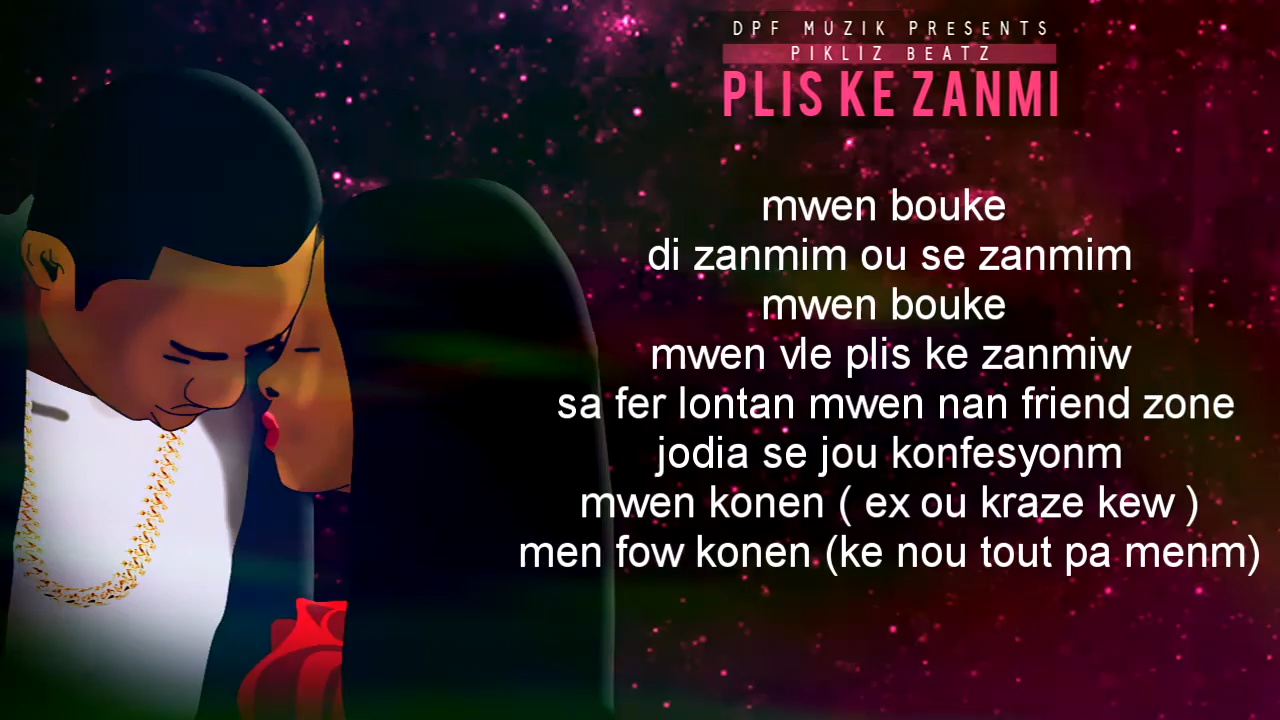 DPF MUZIK PRESENTS
PIKLIZ BEATZ
PLIS KE ZANMI
mwen bouke
di zanmim ou se zanmim
mwen bouke
mwen vle plis ke zanmiw
sa fer lontan mwen nan friend zone
jodia se jou konfesyonm
mwen konen ( ex ou kraze kew )
men fow konen (ke nou tout pa menm)